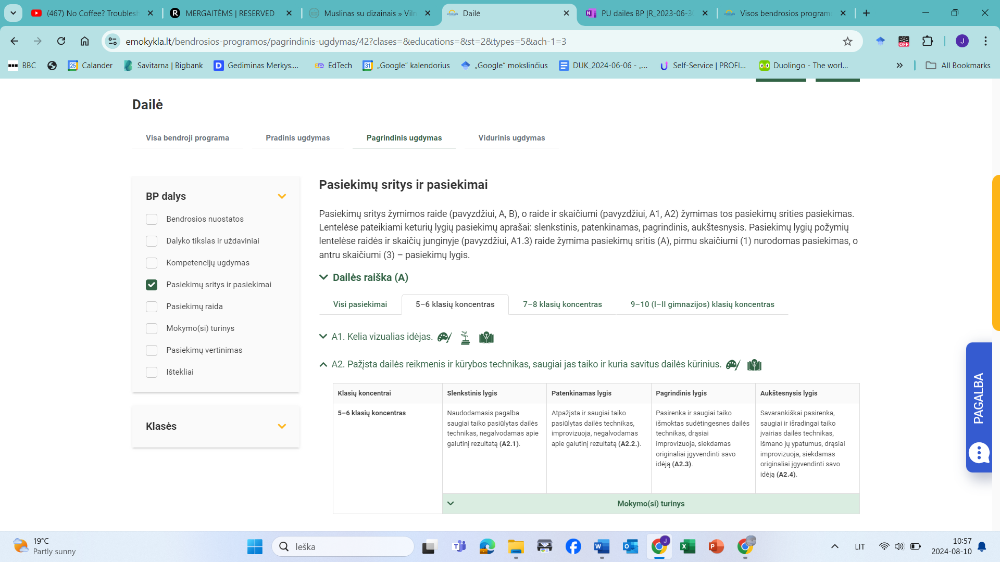 (467) No Coffee? Troublesh
MERGAITĖMS | RESERVED
Muslinas su dizainais » Viln
Dailė
PU dailės BP ĮR_2023-06-30
Visos bendrosios program
emokykla.lt/bendrosios-programos/pagrindinis-ugdymas/42?clases=&educations=&st=2&types=5&ach-1=3
OFF
J
BBC
25 Calander
Savitarna | Bigbank
Gediminas Merkys....
EdTech
31 „Google“ kalendorius
„Google“ mokslinčius
DUK_2024-06-06 - „...
Self-Service | PROFI...
Duolingo - The worl...
All Bookmarks
Dailė
Visa bendroji programa
Pradinis ugdymas
Pagrindinis ugdymas
Vidurinis ugdymas
BP dalys
Bendrosios nuostatos
Dalyko tikslas ir uždaviniai
Kompetencijų ugdymas
Pasiekimų sritys ir pasiekimai
Pasiekimų raida
Mokymo(si) turinys
Pasiekimų vertinimas
Ištekliai
Klasės
Pasiekimų sritys ir pasiekimai
Pasiekimų sritys žymimos raide (pavyzdžiui, A, B), o raide ir skaičiumi (pavyzdžiui, A1, A2) žymimas tos pasiekimų srities pasiekimas.
Lentelėse pateikiami keturių lygių pasiekimų aprašai: slenkstinis, patenkinamas, pagrindinis, aukštesnysis. Pasiekimų lygių požymių
lentelėse raidės ir skaičių junginyje (pavyzdžiui, A1.3) raide žymima pasiekimų sritis (A), pirmu skaičiumi (1) nurodomas pasiekimas, o
antru skaičiumi (3) – pasiekimų lygis.
Dailės raiška (A)
Visi pasiekimai
5–6 klasių koncentras
7–8 klasių koncentras
9–10 (I–II gimnazijos) klasių koncentras
A1. Kelia vizualias idėjas.
A2. Pažįsta dailės reikmenis ir kūrybos technikas, saugiai jas taiko ir kuria savitus dailės kūrinius.
Klasių koncentrai
Slenkstinis lygis
Patenkinamas lygis
Pagrindinis lygis
Aukštesnysis lygis
5–6 klasių koncentras
Naudodamasis pagalba
saugiai taiko pasiūlytas dailės
technikas, negalvodamas apie
galutinį rezultatą (A2.1).
Atpažįsta ir saugiai taiko
pasiūlytas dailės technikas,
improvizuoja, negalvodamas
apie galutinį rezultatą (A2.2.).
Pasirenka ir saugiai taiko
išmoktas sudėtingesnes dailės
technikas, drąsiai
improvizuoja, siekdamas
originaliai įgyvendinti savo
idėją (A2.3).
Savarankiškai pasirenka,
saugiai ir išradingai taiko
įvairias dailės technikas,
išmano jų ypatumus, drąsiai
improvizuoja, siekdamas
originaliai įgyvendinti savo
idėją (A2.4).
Mokymo(si) turinys
PAGALBA
19°C
Partly sunny
Ieška
LIT
10:57
2024-08-10